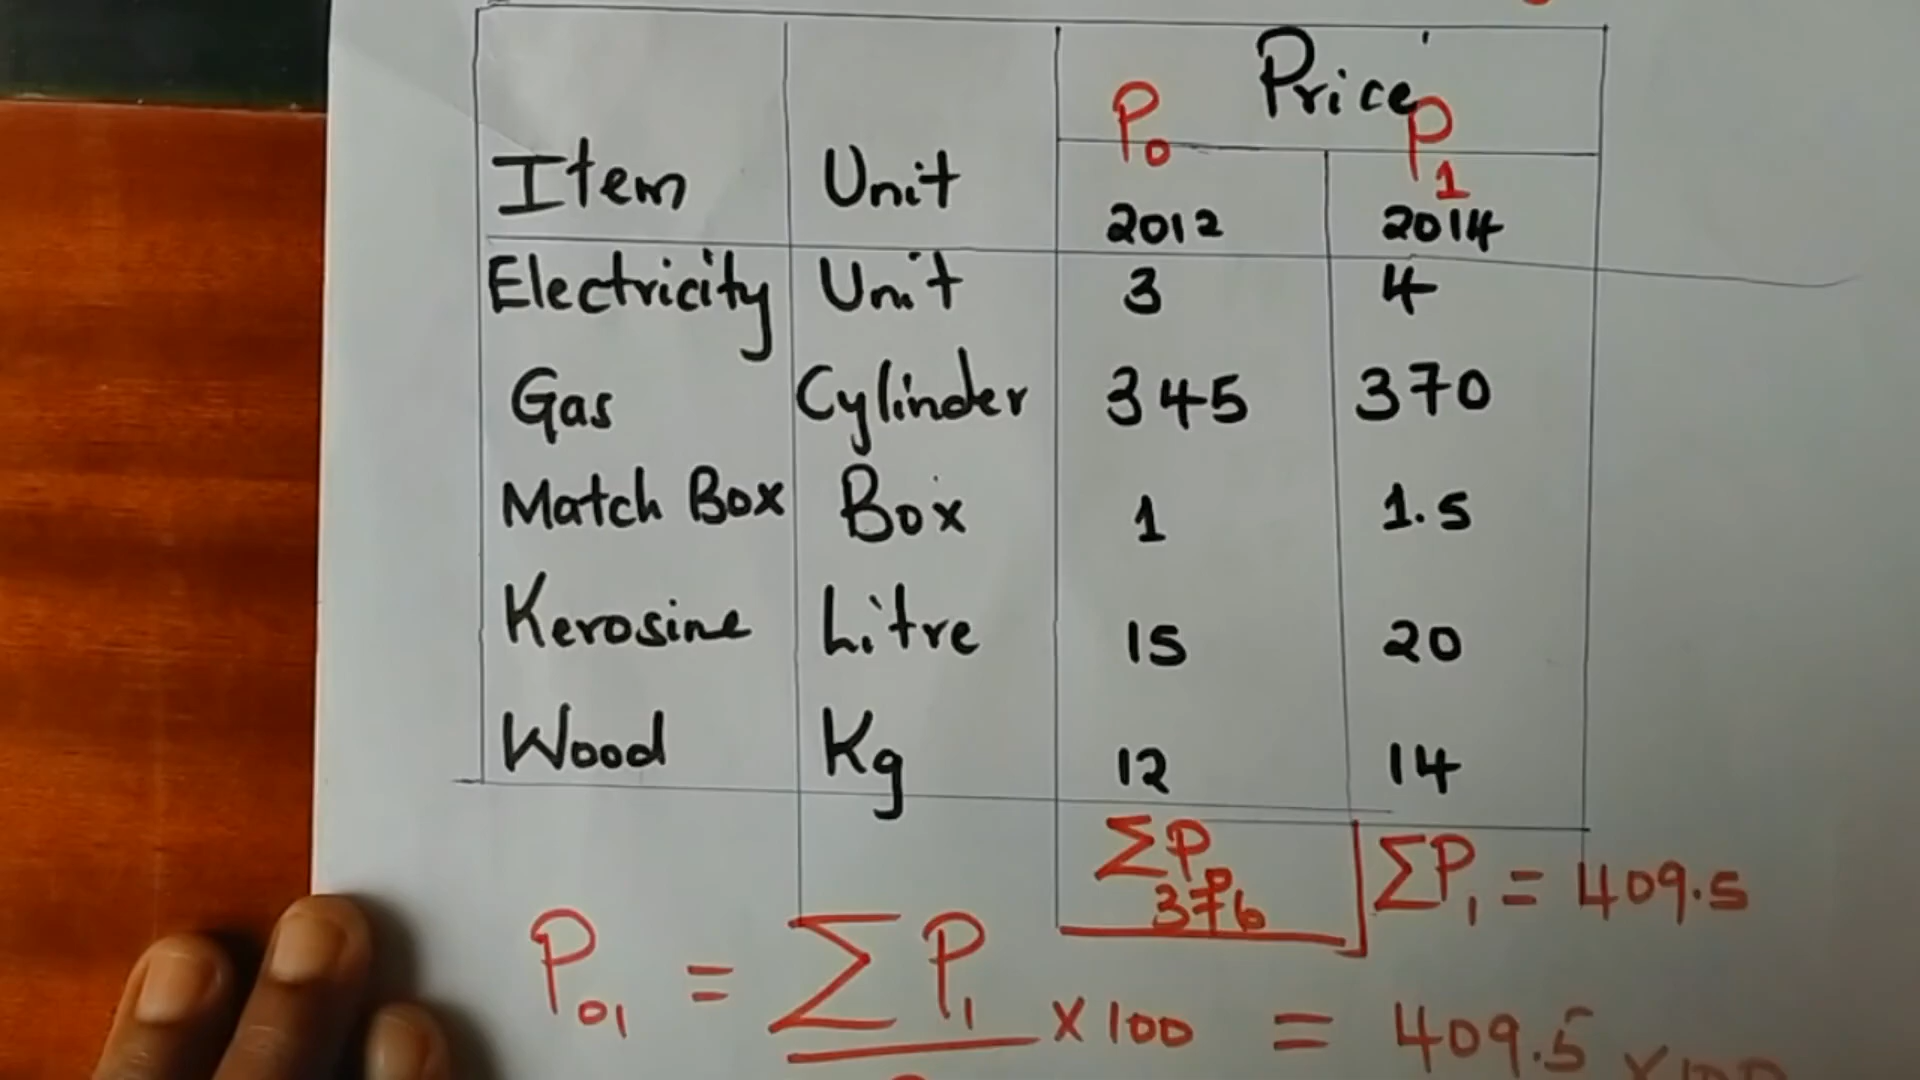 Price
P0 P1
Item Unit 2012 2014
Electricity Unit 3 4
Gas Cylinder 345 370
Match Box Box 1 1.5
Kerosine Litre 15 20
Wood Kg 12 14
ΣP0 376 ΣP1 = 409.5
P01 = ΣP1 × 100 = 409.5 ×100